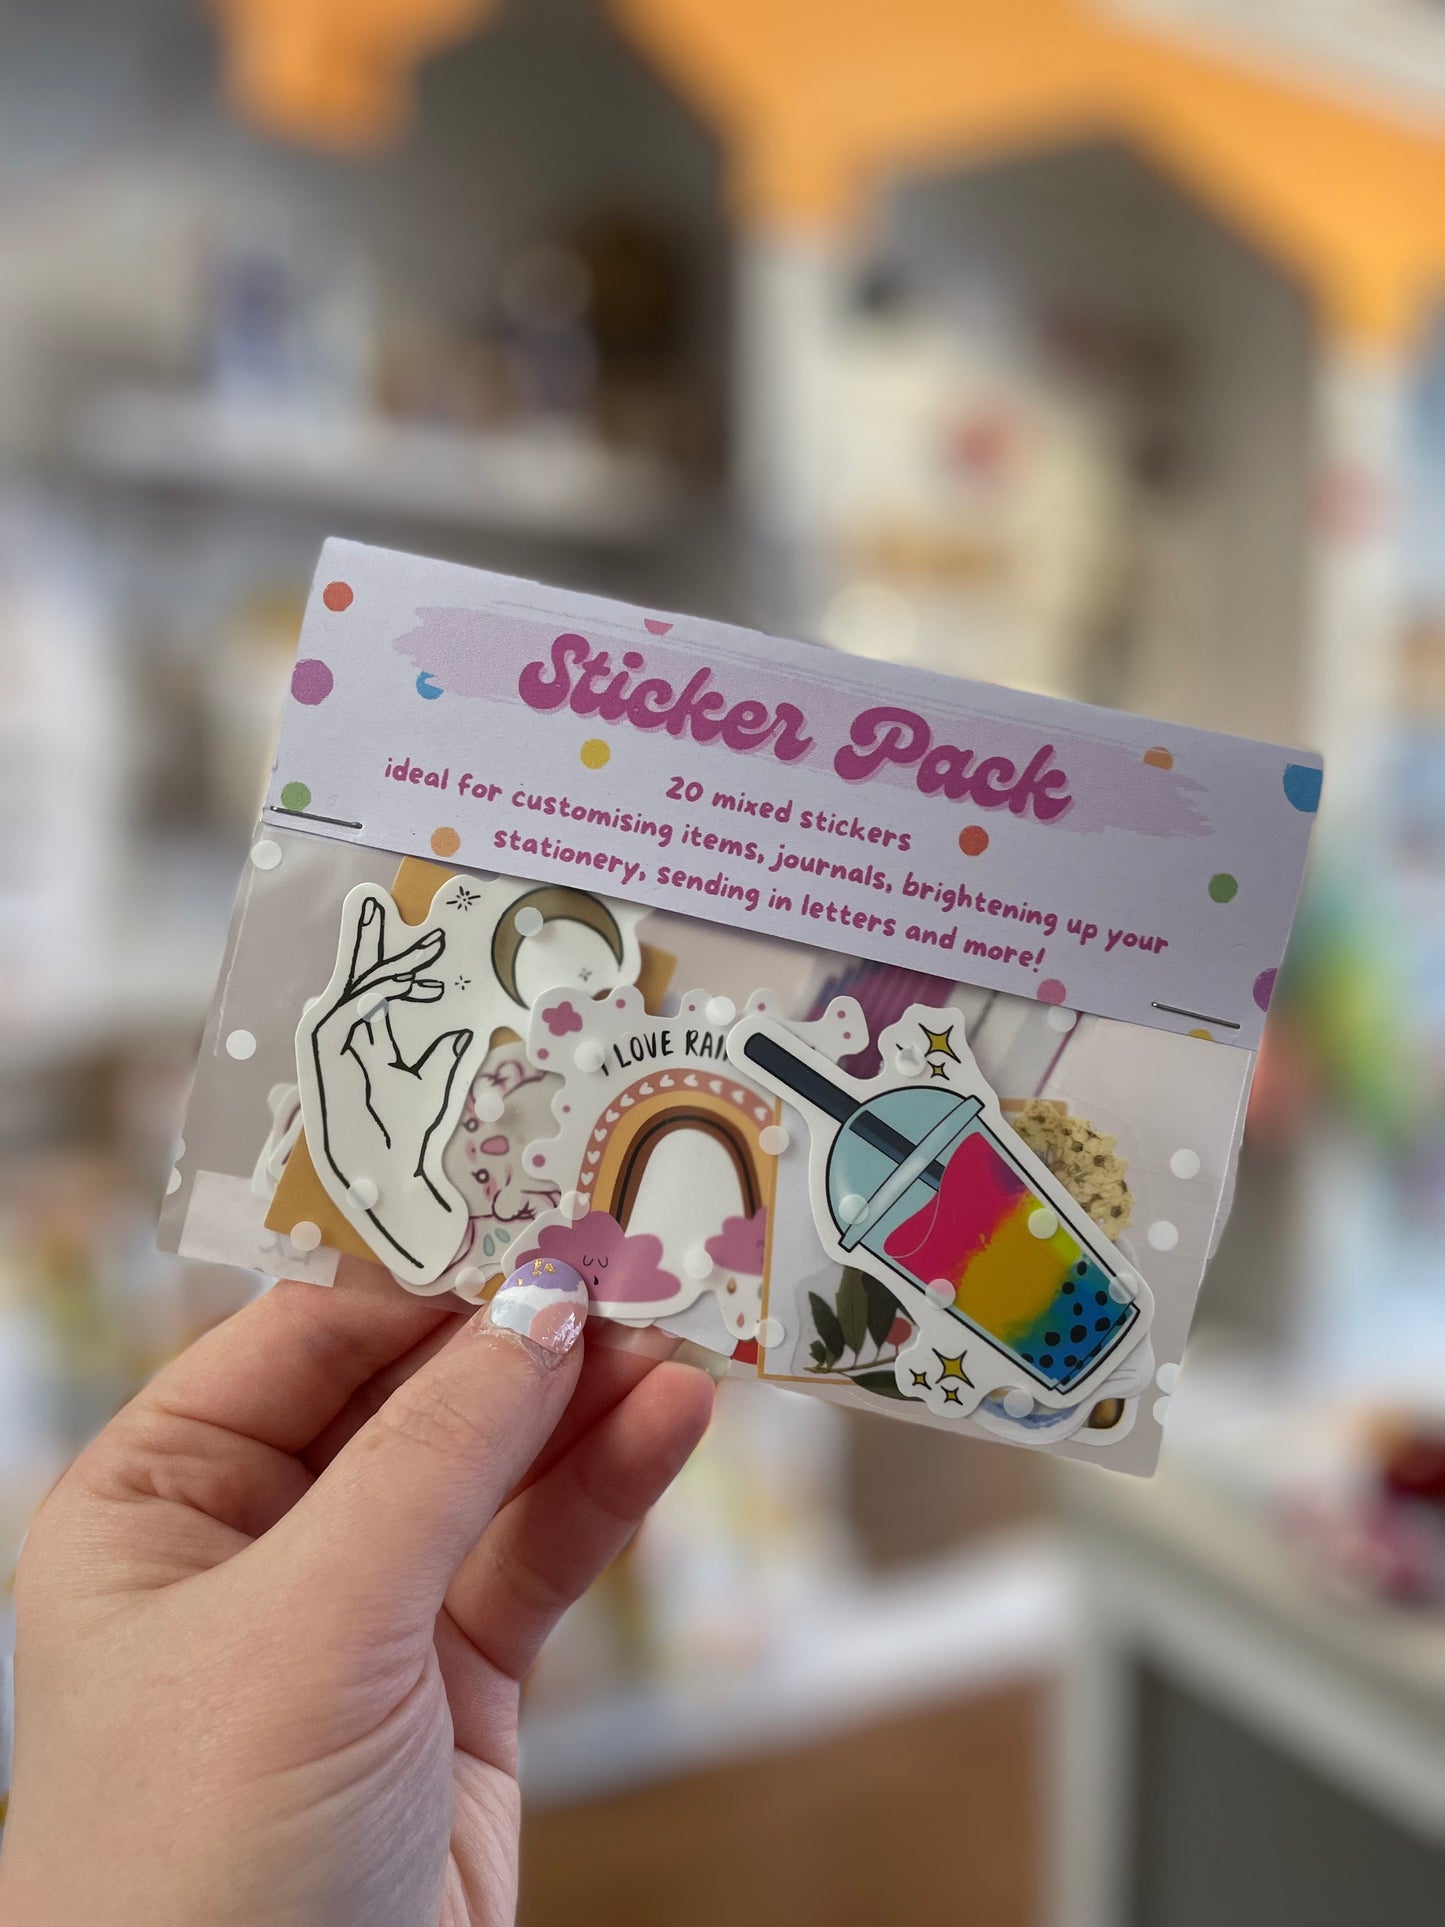 Sticker Pack
20 mixed stickers
ideal for customising items, journals, brightening up your
stationery, sending in letters and more!
I LOVE